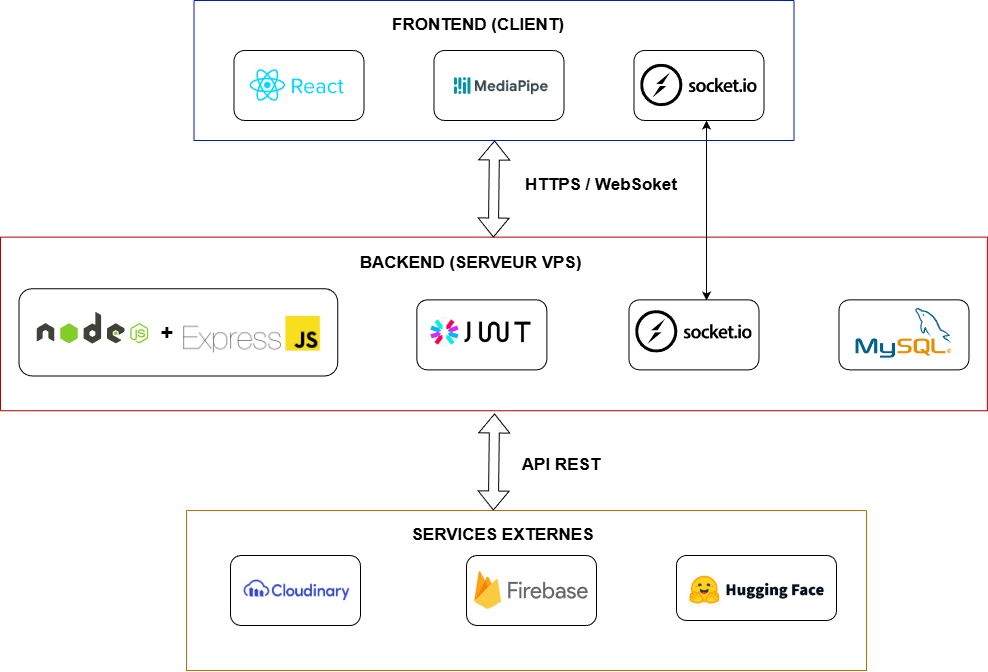 FRONTEND (CLIENT)
React
MediaPipe
socket.io
HTTPS / WebSoket
BACKEND (SERVEUR VPS)
node JS + Express JS
JWT
socket.io
MySQL
API REST
SERVICES EXTERNES
Cloudinary
Firebase
Hugging Face